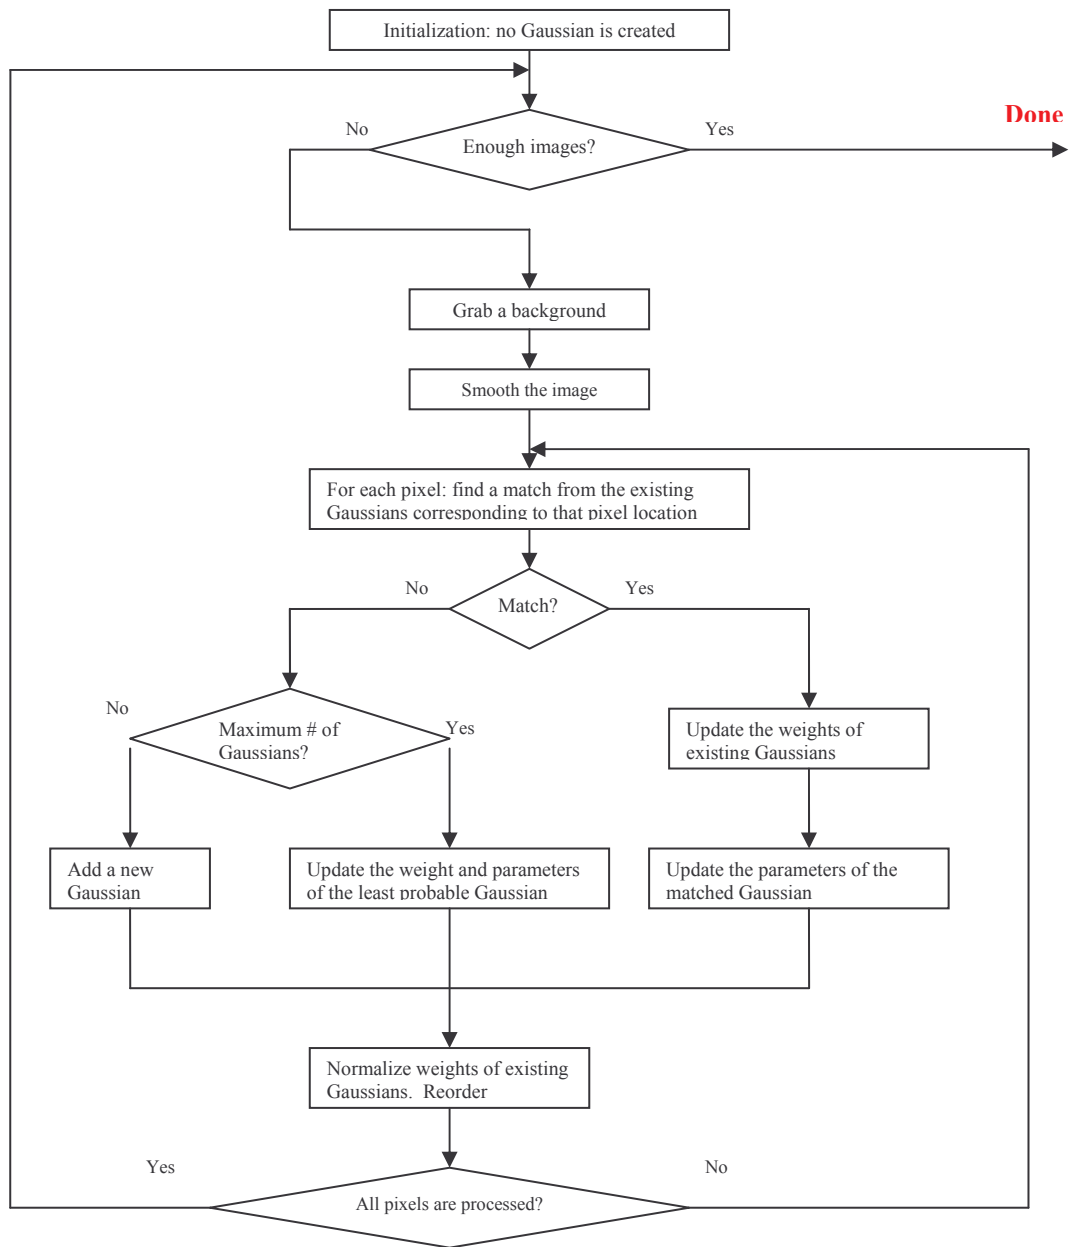 Initialization: no Gaussian is created
Done
No
Yes
Enough images?
Grab a background
Smooth the image
For each pixel: find a match from the existing
Gaussians corresponding to that pixel location
No
Yes
Match?
No
Maximum # of
Gaussians?
Yes
Update the weights of
existing Gaussians
Add a new
Gaussian
Update the weight and parameters
of the least probable Gaussian
Update the parameters of the
matched Gaussian
Normalize weights of existing
Gaussians.  Reorder
Yes
No
All pixels are processed?